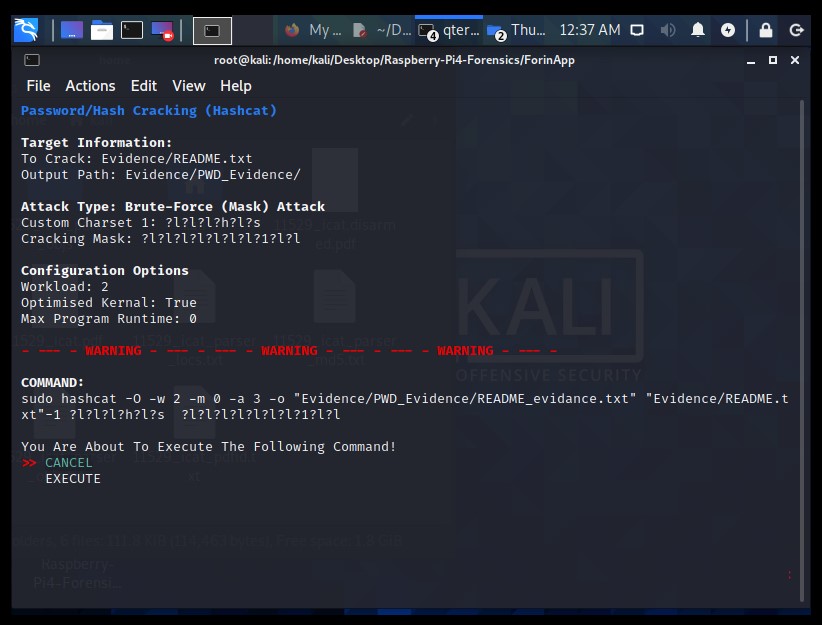 My ...
~/D...
4
qter...
2
Thu...
12:37 AM
root@kali: /home/kali/Desktop/Raspberry-Pi4-Forensics/ForinApp
File Actions Edit View Help
Password/Hash Cracking (Hashcat)
Target Information:
To Crack: Evidence/README.txt
Output Path: Evidence/PWD_Evidence/
Attack Type: Brute-Force (Mask) Attack
Custom Charset 1: ?l?l?l?h?l?s
Cracking Mask: ?l?l?l?l?l?l?l?1?l?l
Configuration Options
Workload: 2
Optimised Kernal: True
Max Program Runtime: 0
- --- - WARNING - --- - --- - WARNING - --- - --- - WARNING - --- -
COMMAND:
sudo hashcat -O -w 2 -m 0 -a 3 -o "Evidence/PWD_Evidence/README_evidance.txt" "Evidence/README.t
xt"-1 ?l?l?l?h?l?s  ?l?l?l?l?l?l?l?1?l?l
You Are About To Execute The Following Command!
>> CANCEL
EXECUTE
KALI
OFFENSIVE SECURITY
Raspberry-
Pi4-Forensi...
: